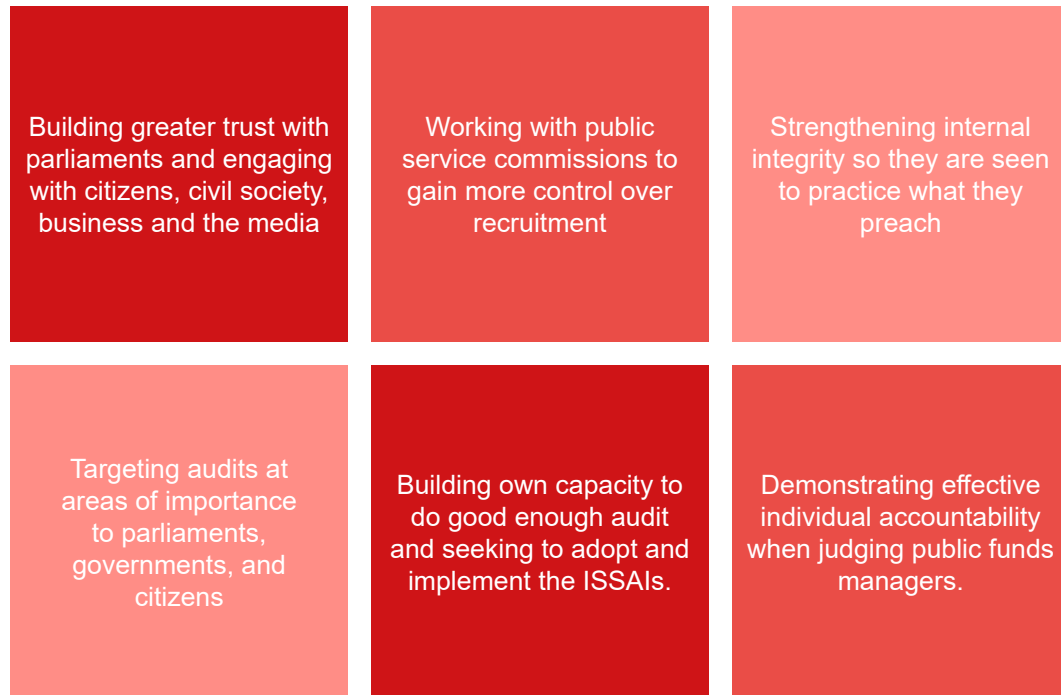 Building greater trust with
parliaments and engaging
with citizens, civil society,
business and the media
Working with public
service commissions to
gain more control over
recruitment
Strengthening internal
integrity so they are seen
to practice what they
preach
Targeting audits at
areas of importance
to parliaments,
governments, and
citizens
Building own capacity to
do good enough audit
and seeking to adopt and
implement the ISSAIs.
Demonstrating effective
individual accountability
when judging public funds
managers.